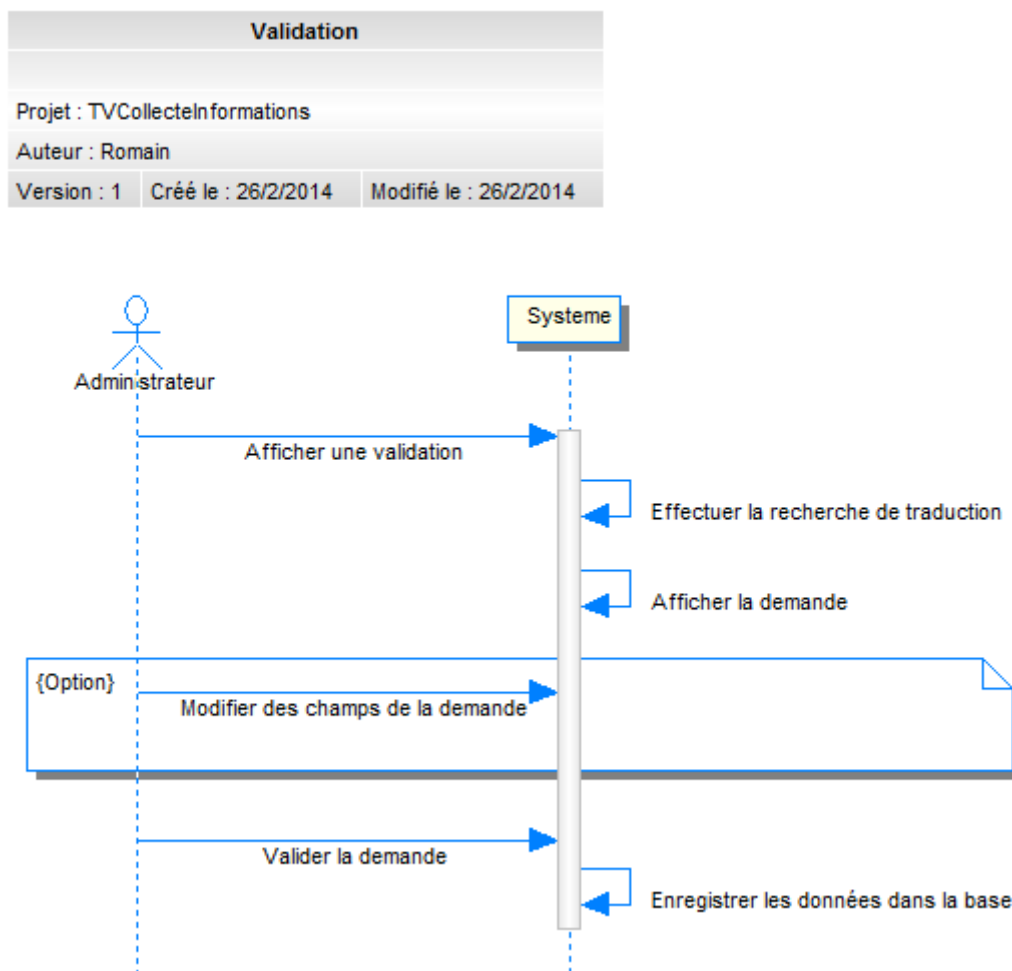 Validation
Projet : TVCollecteInformations
Auteur : Romain
Version : 1 Créé le : 26/2/2014 Modifié le : 26/2/2014
Systeme
Administrateur
Afficher une validation
Effectuer la recherche de traduction
Afficher la demande
{Option}
Modifier des champs de la demande
Valider la demande
Enregistrer les données dans la base